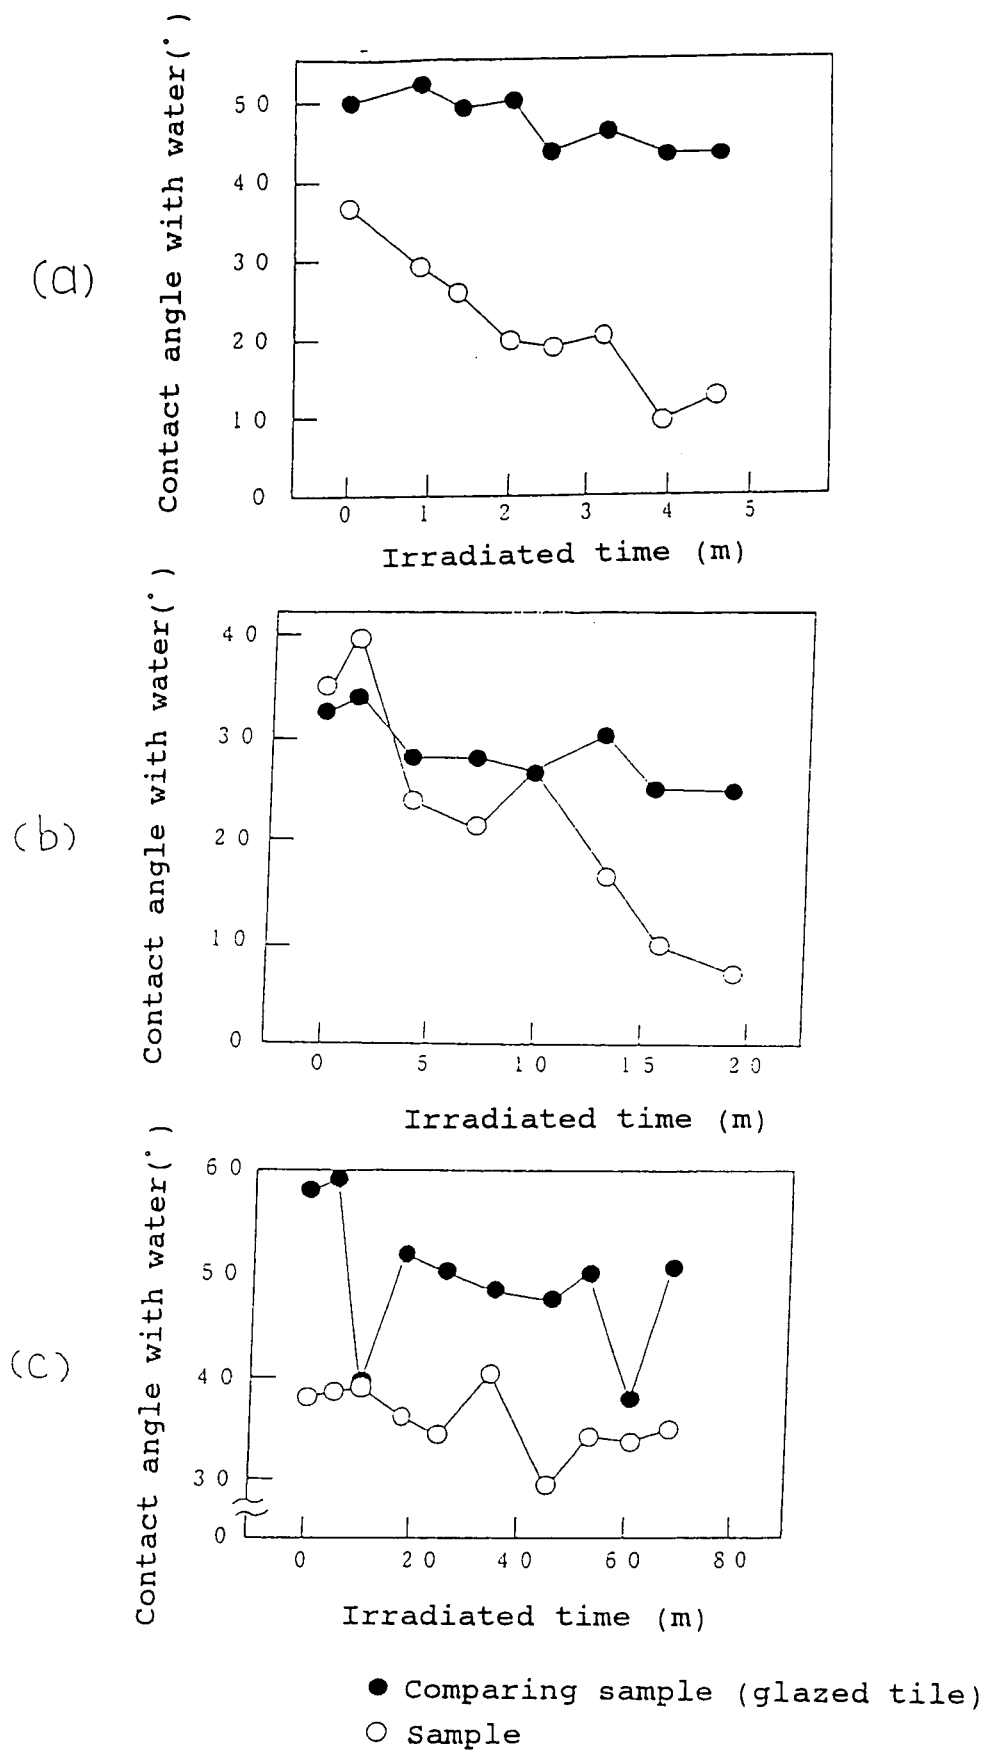 (a)
Contact angle with water(°)
50
40
30
20
10
0
0 1 2 3 4 5
Irradiated time (m)
(b)
Contact angle with water(°)
40
30
20
10
0
0 5 10 15 20
Irradiated time (m)
(c)
Contact angle with water(°)
60
50
40
30
0
0 20 40 60 80
Irradiated time (m)
● Comparing sample (glazed tile)
○ Sample